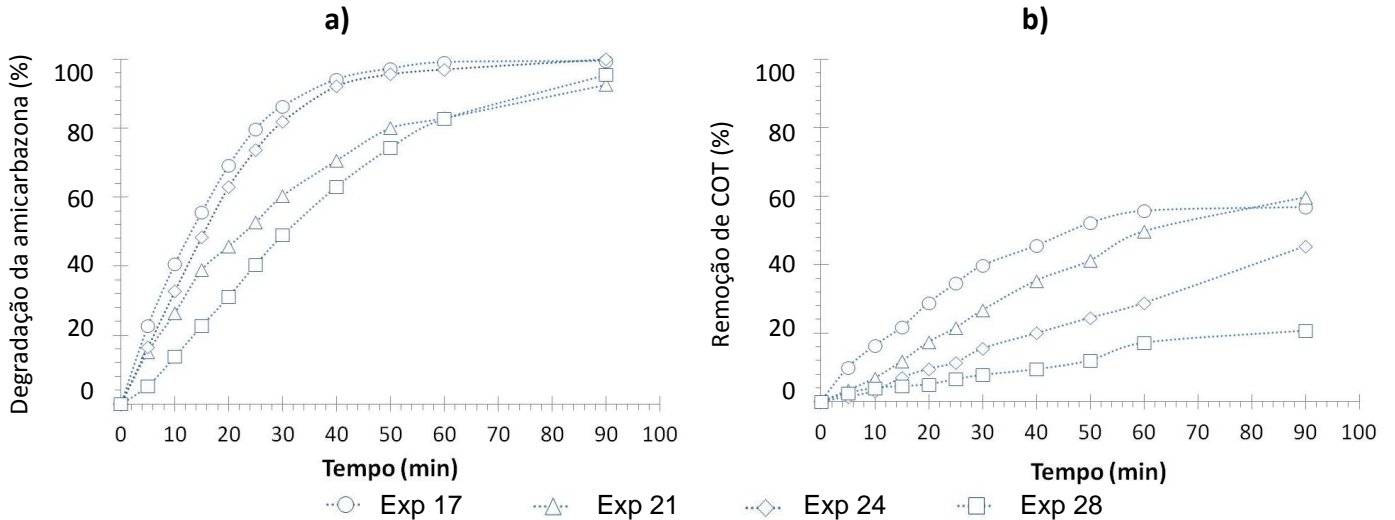 a)
Degradação da amicarbazona (%)
100
80
60
40
20
0
0 10 20 30 40 50 60 70 80 90 100
Tempo (min)
b)
Remoção de COT (%)
100
80
60
40
20
0
0 10 20 30 40 50 60 70 80 90 100
Tempo (min)
Exp 17 Exp 21 Exp 24 Exp 28